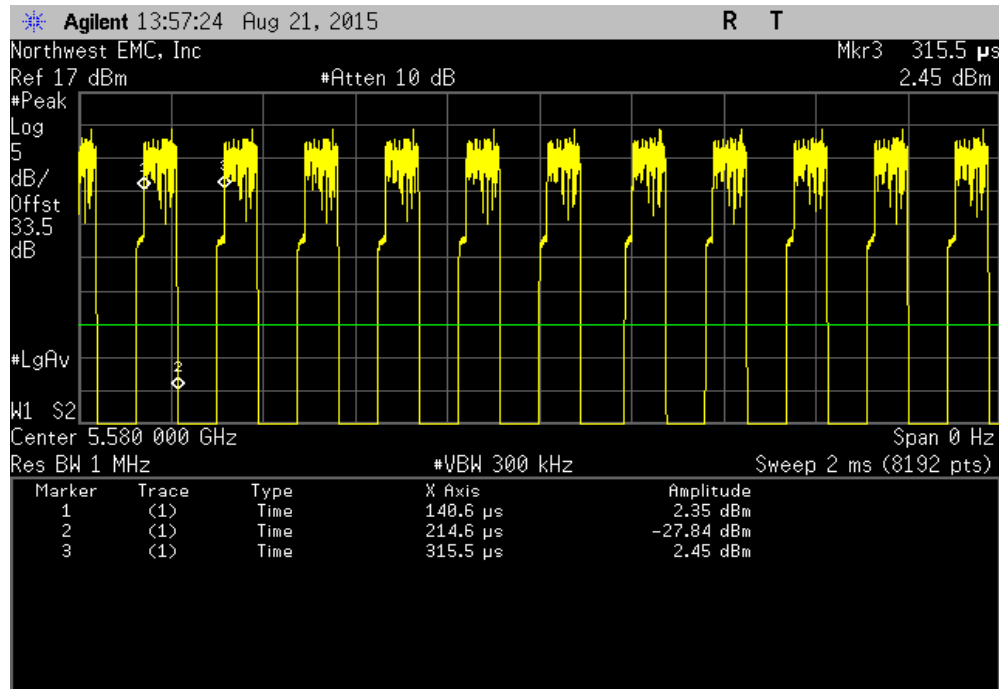 Agilent 13:57:24 Aug 21, 2015 R T
Northwest EMC, Inc Mkr3 315.5 µs
Ref 17 dBm #Atten 10 dB 2.45 dBm
#Peak
Log
5
dB/
Offst
33.5
dB
1
3
2
#LgAv
W1 S2
Center 5.580 000 GHz Span 0 Hz
Res BW 1 MHz #VBW 300 kHz Sweep 2 ms (8192 pts)
Marker Trace Type X Axis Amplitude
1 (1) Time 140.6 µs 2.35 dBm
2 (1) Time 214.6 µs -27.84 dBm
3 (1) Time 315.5 µs 2.45 dBm